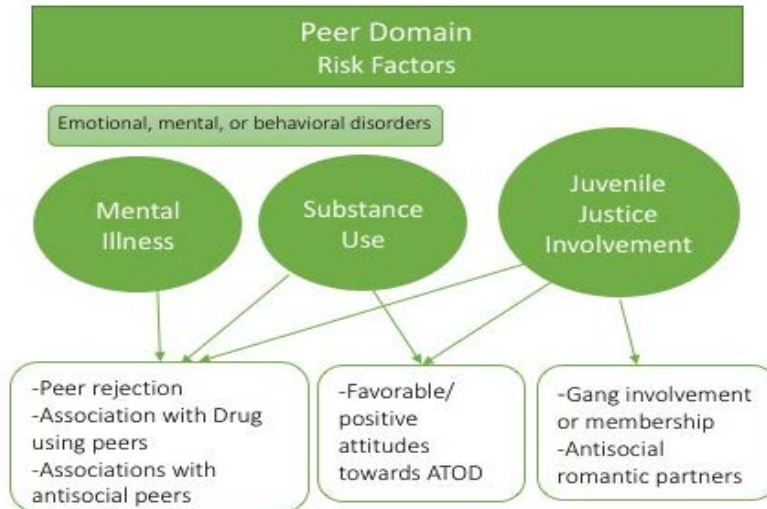 Peer Domain
Risk Factors
Emotional, mental, or behavioral disorders
Mental
Illness
Substance
Use
Juvenile
Justice
Involvement
-Peer rejection
-Association with Drug
using peers
-Associations with
antisocial peers
-Favorable/
positive
attitudes
towards ATOD
-Gang involvement
or membership
-Antisocial
romantic partners